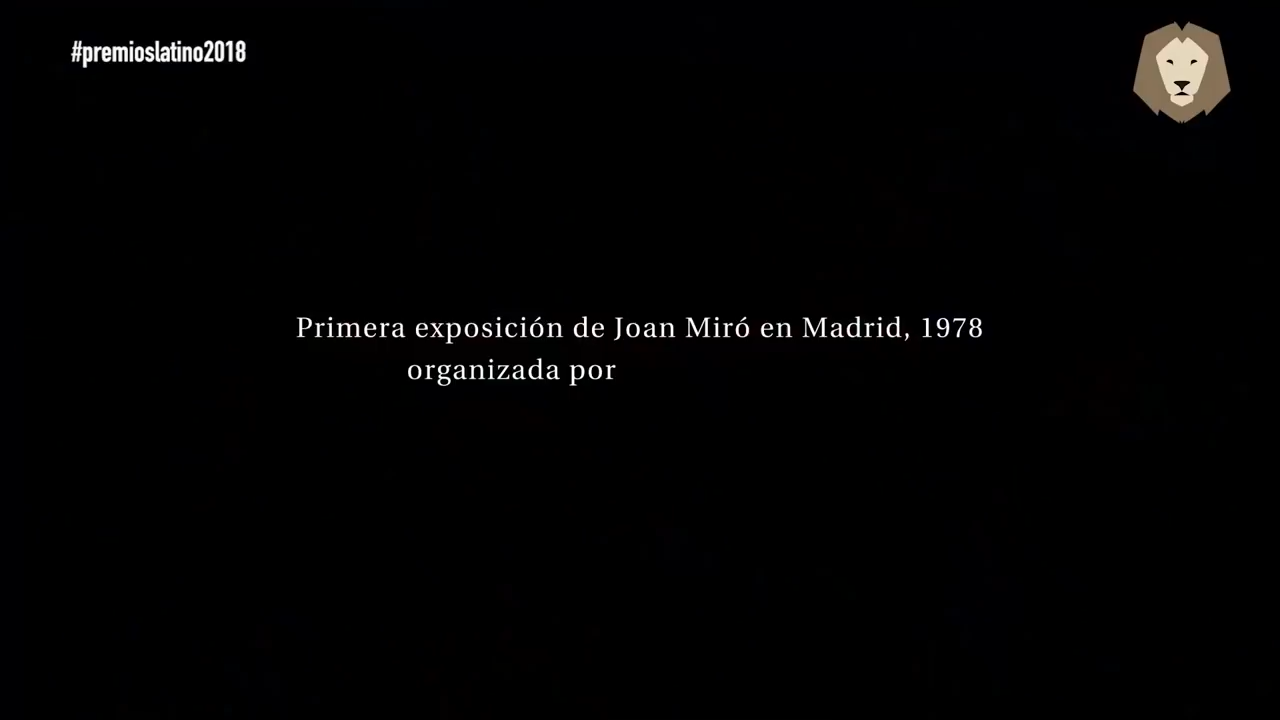 #premioslatino2018
Primera exposición de Joan Miró en Madrid, 1978
organizada por